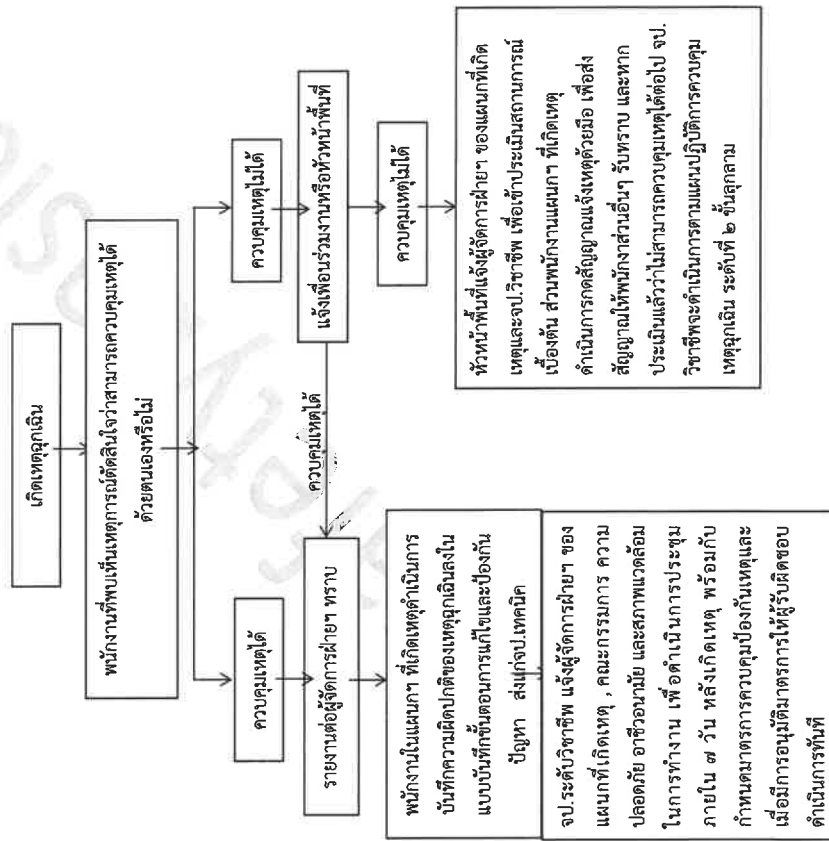 เกิดเหตุฉุกเฉิน
พนักงานที่พบเห็นเหตุการณ์ตัดสินใจว่าสามารถควบคุมเหตุได้
ด้วยตนเองหรือไม่
ควบคุมเหตุได้
ควบคุมเหตุไม่ได้
รายงานต่อผู้จัดการฝ่ายฯ ทราบ
ควบคุมเหตุได้
แจ้งเพื่อนร่วมงานหรือหัวหน้าพื้นที่
ควบคุมเหตุไม่ได้
พนักงานในแผนกฯ ที่เกิดเหตุดำเนินการ
บันทึกความผิดปกติของเหตุฉุกเฉินลงใน
แบบบันทึกขั้นตอนการแก้ไขและป้องกัน
ปัญหา ส่งแก่จป.เทคนิค
จป.ระดับวิชาชีพ แจ้งผู้จัดการฝ่ายฯ ของ
แผนกที่เกิดเหตุ , คณะกรรมการ ความ
ปลอดภัย อาชีวอนามัย และสภาพแวดล้อม
ในการทำงาน เพื่อดำเนินการประชุม
ภายใน ๗ วัน หลังเกิดเหตุ พร้อมกับ
กำหนดมาตรการควบคุมป้องกันเหตุและ
เมื่อมีการอนุมัติมาตรการให้ผู้รับผิดชอบ
ดำเนินการทันที
หัวหน้าพื้นที่แจ้งผู้จัดการฝ่ายฯ ของแผนกที่เกิด
เหตุและจป.วิชาชีพ เพื่อเข้าประเมินสถานการณ์
เบื้องต้น ส่วนพนักงานแผนกฯ ที่เกิดเหตุ
ดำเนินการกดสัญญาณแจ้งเหตุด้วยมือ เพื่อส่ง
สัญญาณให้พนักงาส่วนอื่นๆ รับทราบ และหาก
ประเมินแล้วว่าไม่สามารถควบคุมเหตุได้ต่อไป จป.
วิชาชีพจะดำเนินการตามแผนปฏิบัติการควบคุม
เหตุฉุกเฉิน ระดับที่ ๒ ขั้นลุกลาม